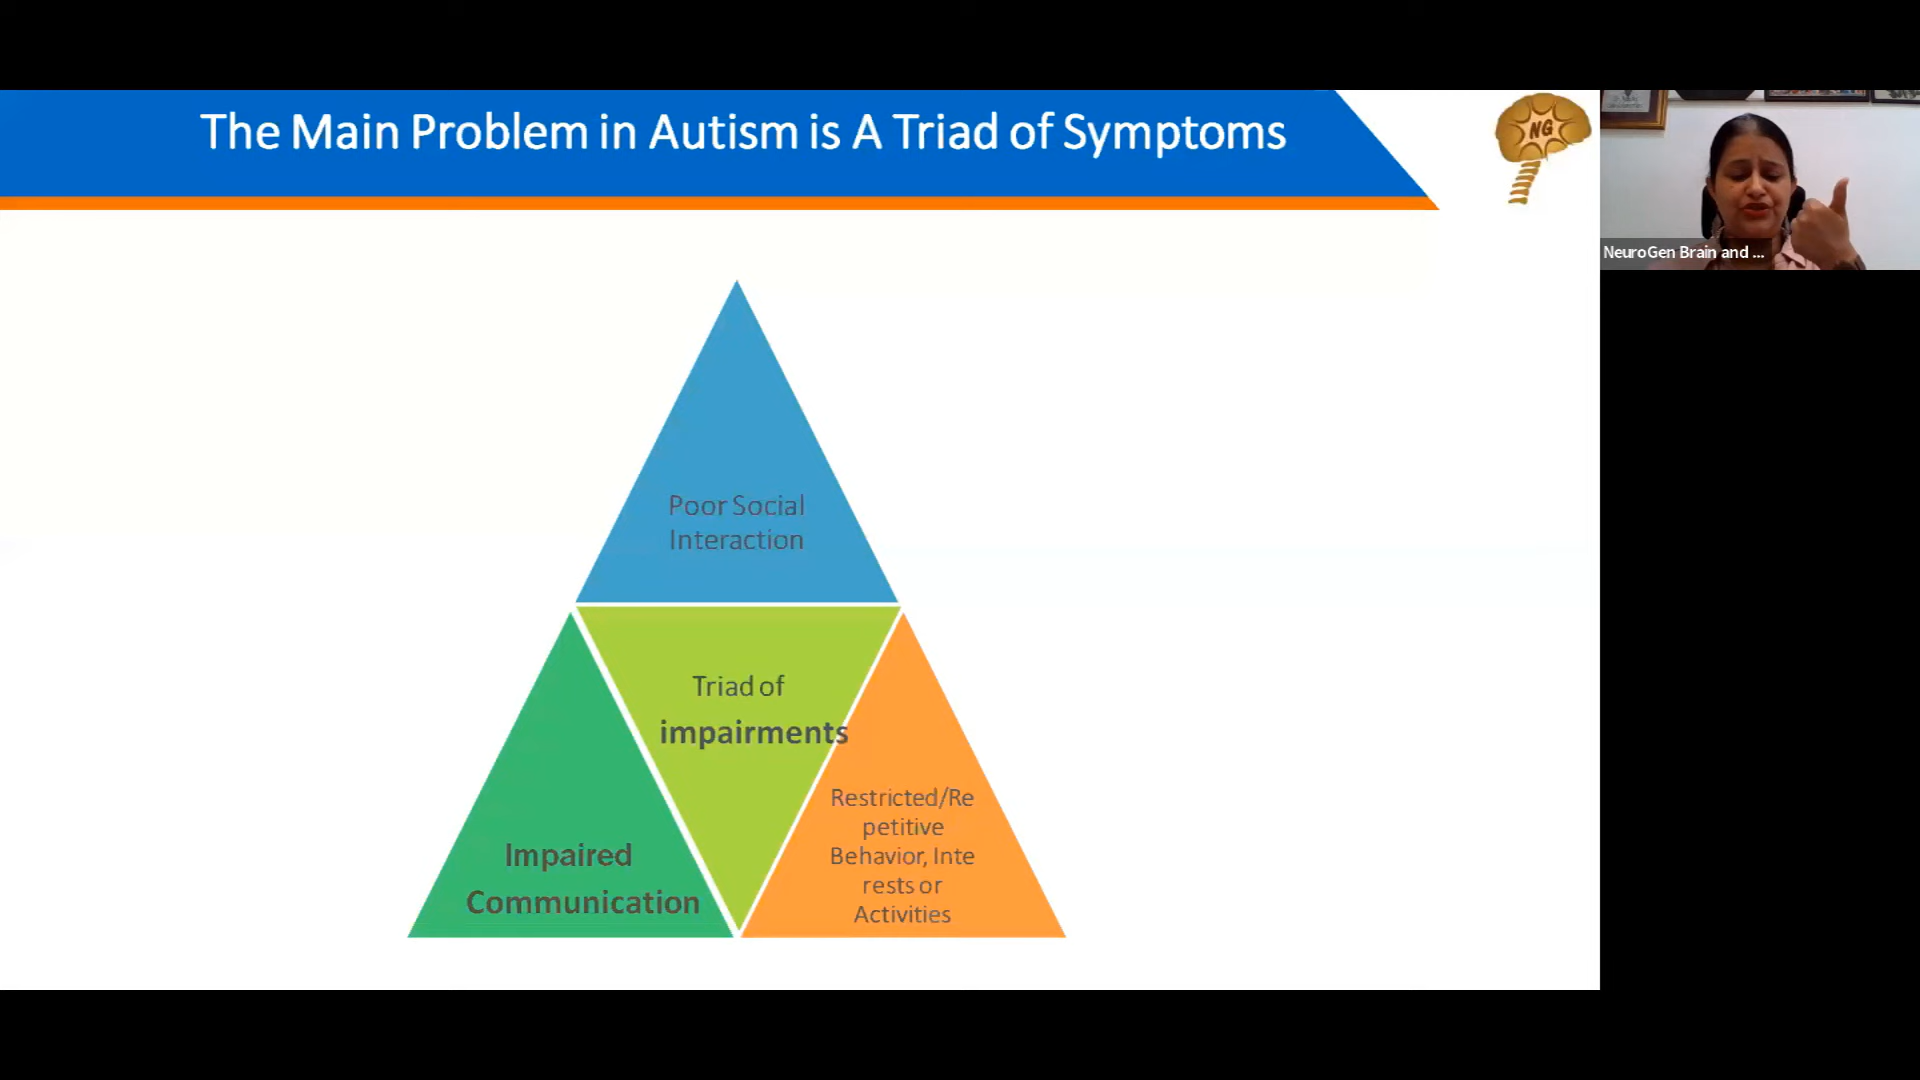 The Main Problem in Autism is A Triad of Symptoms
NG
NeuroGen Brain and ...
Poor Social
Interaction
Triad of
impairments
Impaired
Communication
Restricted/Re
petitive
Behavior, Inte
rests or
Activities